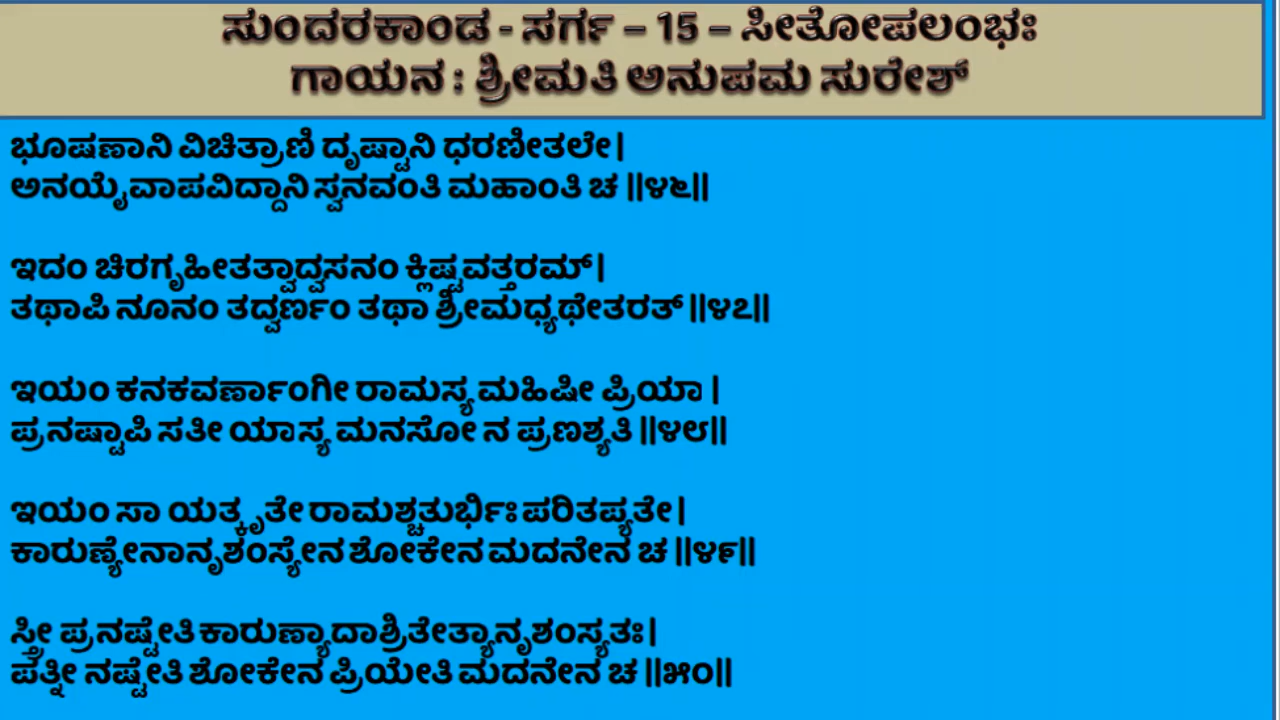 ಸುಂದರಕಾಂಡ - ಸರ್ಗ – 15 – ಸೀತೋಪಲಂಭಃ
ಗಾಯನ : ಶ್ರೀಮತಿ ಅನುಪಮ ಸುರೇಶ್
ಭೂಷಣಾನಿ ವಿಚಿತ್ರಾಣಿ ದೃಷ್ಟಾನಿ ಧರಣೀತಲೇ|
ಅನಯೈವಾಪವಿದ್ದಾನಿ ಸ್ವನವಂತಿ ಮಹಾಂತಿ ಚ ||೪೬||
ಇದಂ ಚಿರಗೃಹೀತತ್ವಾದ್ವಸನಂ ಕ್ಲಿಷ್ಟವತ್ತರಮ್|
ತಥಾಪಿ ನೂನಂ ತದ್ವರ್ಣಂ ತಥಾ ಶ್ರೀಮಧ್ಯಥೇತರತ್ ||೪೭||
ಇಯಂ ಕನಕವರ್ಣಾಂಗೀ ರಾಮಸ್ಯ ಮಹಿಷೀ ಪ್ರಿಯಾ |
ಪ್ರನಷ್ಟಾಪಿ ಸತೀ ಯಾಸ್ಯ ಮನಸೋ ನ ಪ್ರಣಶ್ಯತಿ ||೪೮||
ಇಯಂ ಸಾ ಯತ್ಕೃತೇ ರಾಮಶ್ಚತುರ್ಭಿಃ ಪರಿತಪ್ಯತೇ|
ಕಾರುಣ್ಯೇನಾನೃಶಂಸ್ಯೇನ ಶೋಕೇನ ಮದನೇನ ಚ ||೪೯||
ಸ್ತ್ರೀ ಪ್ರನಷ್ಟೇತಿ ಕಾರುಣ್ಯಾದಾಶ್ರಿತೇತ್ಯಾನೃಶಂಸ್ಯತಃ|
ಪತ್ನೀ ನಷ್ಟೇತಿ ಶೋಕೇನ ಪ್ರಿಯೇತಿ ಮದನೇನ ಚ ||೫೦||